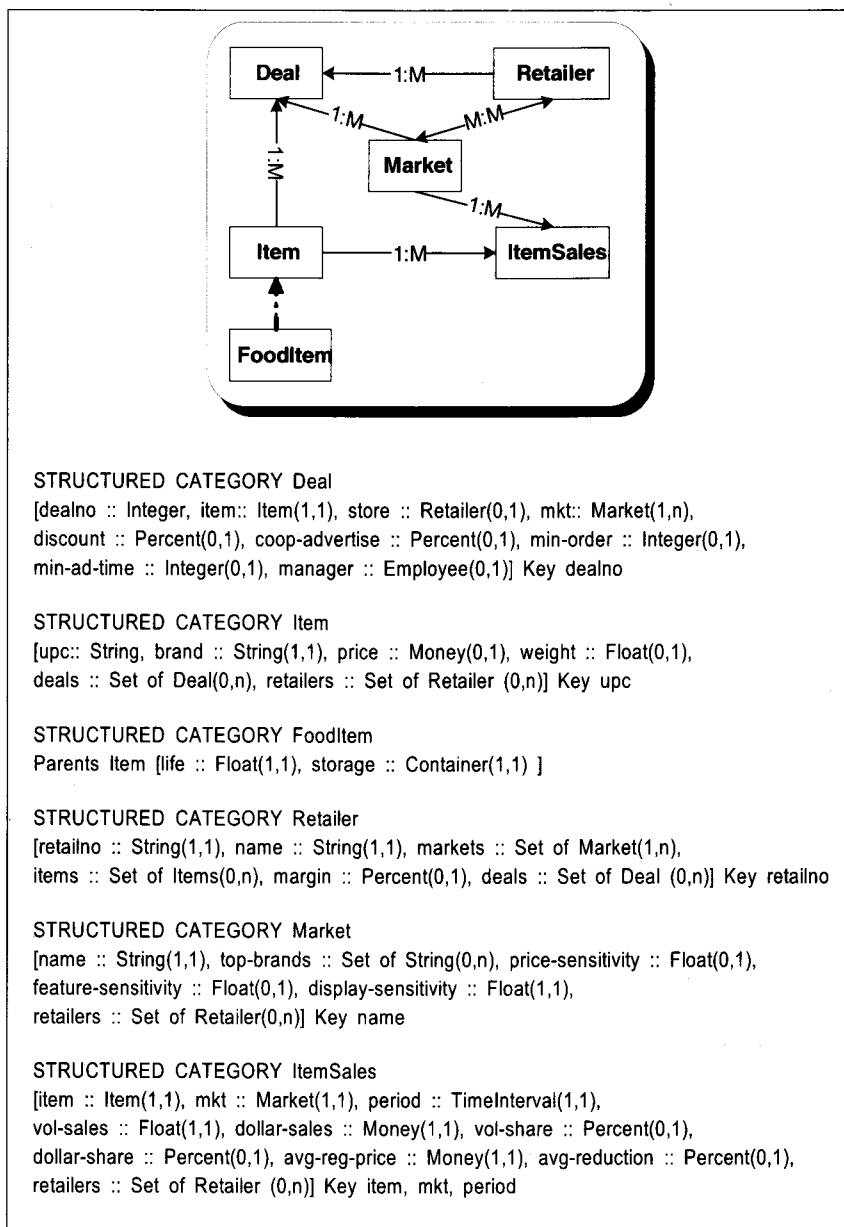 Deal
1:M
Retailer
1:M
M:M
1:M
Market
1:M
Item
1:M
ItemSales
FoodItem
STRUCTURED CATEGORY Deal
[dealno :: Integer, item:: Item(1,1), store :: Retailer(0,1), mkt:: Market(1,n),
discount :: Percent(0,1), coop-advertise :: Percent(0,1), min-order :: Integer(0,1),
min-ad-time :: Integer(0,1), manager :: Employee(0,1)] Key dealno
STRUCTURED CATEGORY Item
[upc:: String, brand :: String(1,1), price :: Money(0,1), weight :: Float(0,1),
deals :: Set of Deal(0,n), retailers :: Set of Retailer (0,n)] Key upc
STRUCTURED CATEGORY FoodItem
Parents Item [life :: Float(1,1), storage :: Container(1,1) ]
STRUCTURED CATEGORY Retailer
[retailno :: String(1,1), name :: String(1,1), markets :: Set of Market(1,n),
items :: Set of Items(0,n), margin :: Percent(0,1), deals :: Set of Deal (0,n)] Key retailno
STRUCTURED CATEGORY Market
[name :: String(1,1), top-brands :: Set of String(0,n), price-sensitivity :: Float(0,1),
feature-sensitivity :: Float(0,1), display-sensitivity :: Float(1,1),
retailers :: Set of Retailer(0,n)] Key name
STRUCTURED CATEGORY ItemSales
[item :: Item(1,1), mkt :: Market(1,1), period :: TimeInterval(1,1),
vol-sales :: Float(1,1), dollar-sales :: Money(1,1), vol-share :: Percent(0,1),
dollar-share :: Percent(0,1), avg-reg-price :: Money(1,1), avg-reduction :: Percent(0,1),
retailers :: Set of Retailer (0,n)] Key item, mkt, period